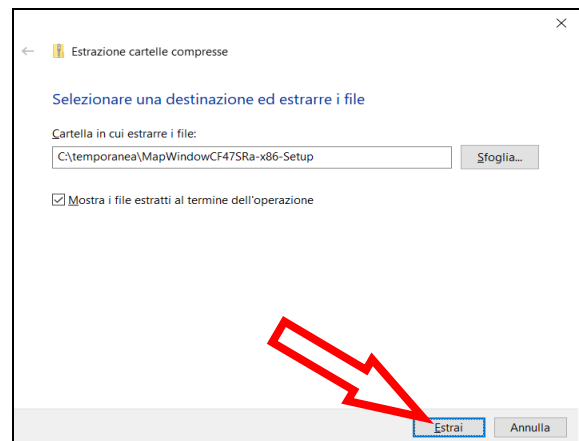 Estrazione cartelle compresse
Selezionare una destinazione ed estrarre i file
Cartella in cui estrarre i file:
C:\temporanea\MapWindowCF47SRa-x86-Setup
Sfoglia...
Mostra i file estratti al termine dell'operazione
Estrai
Annulla